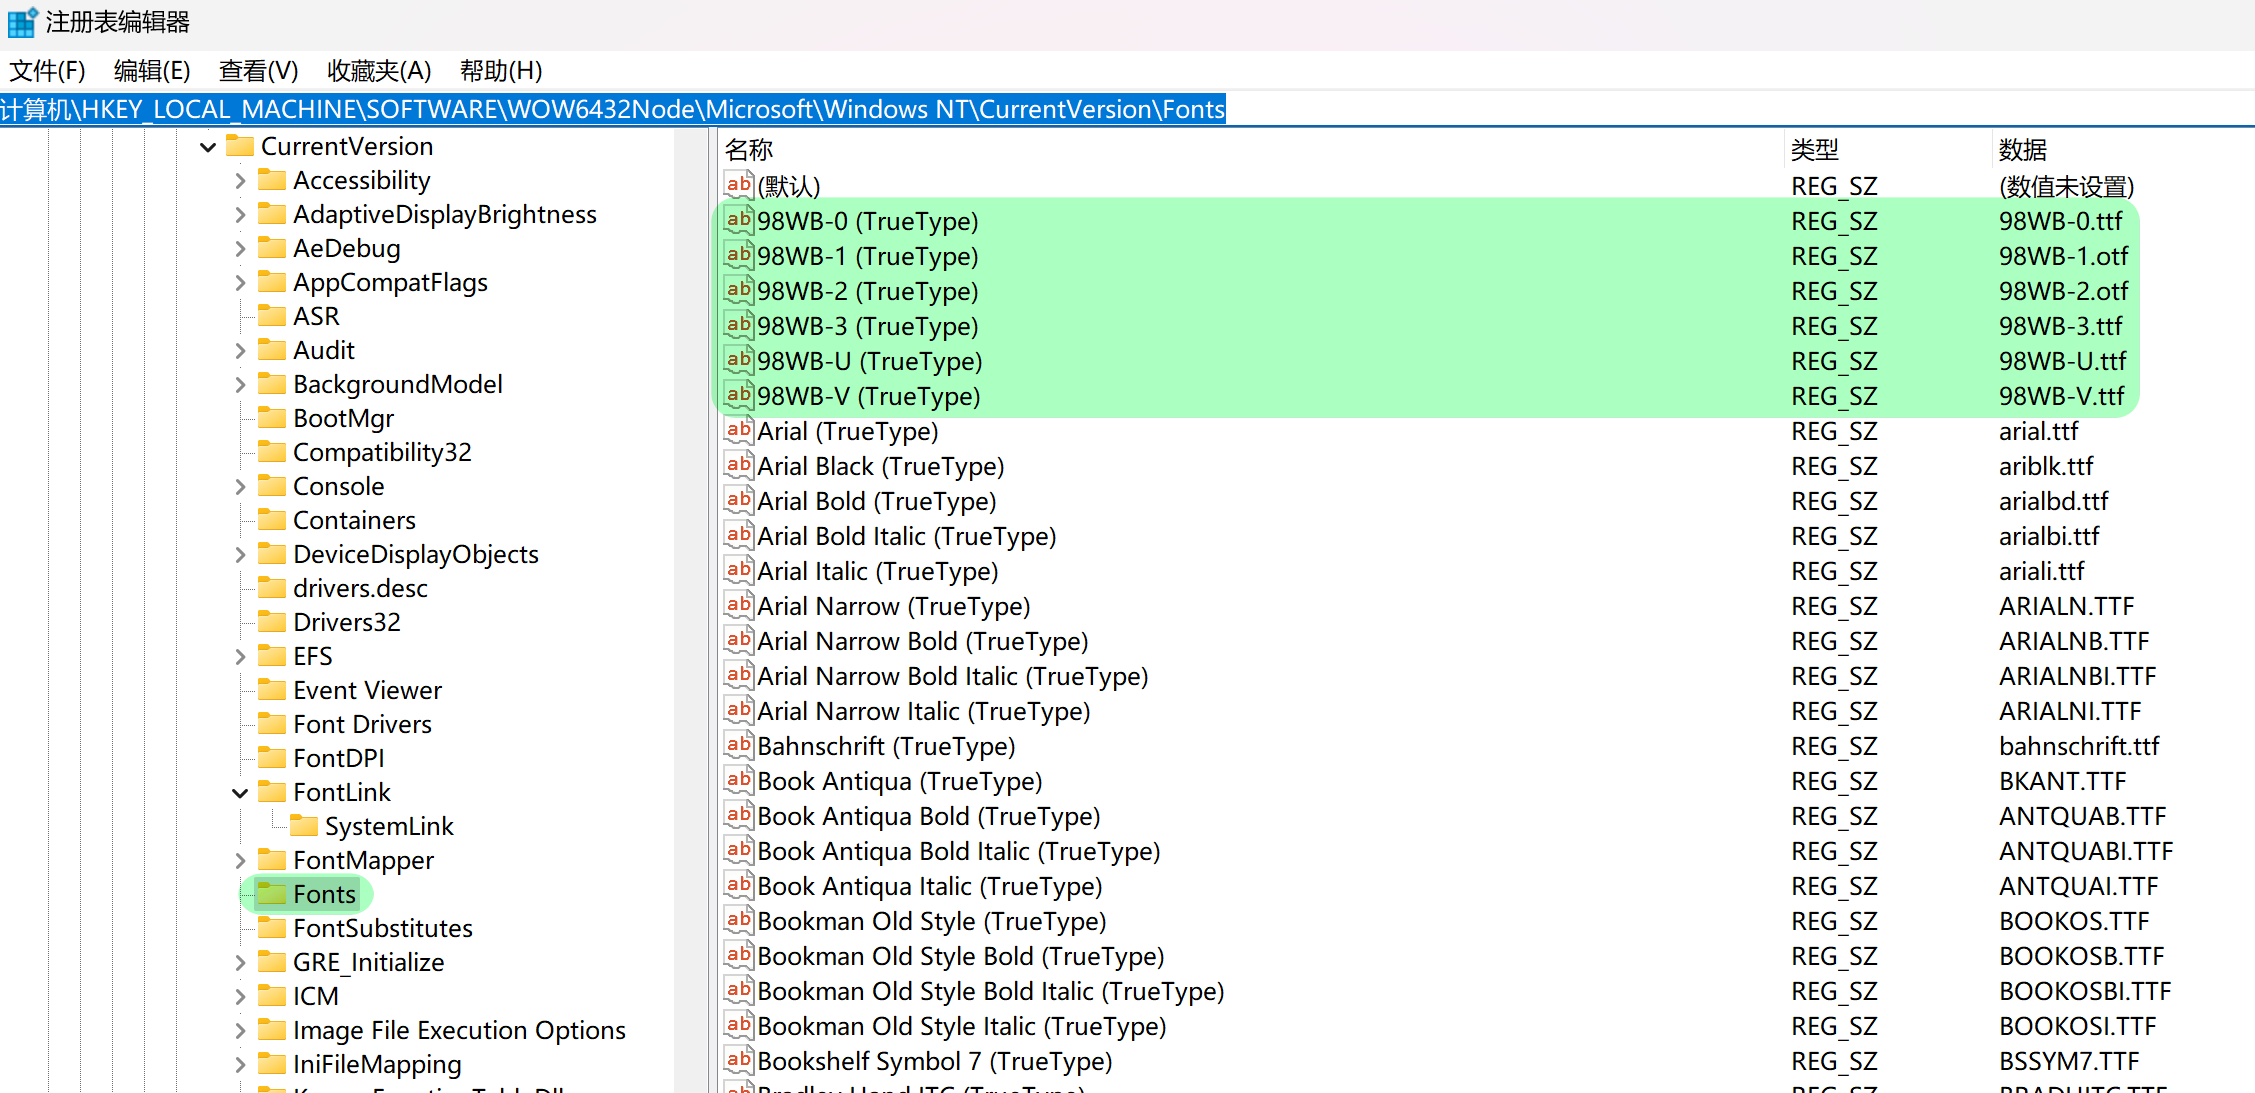 注册表编辑器
文件(F) 编辑(E) 查看(V) 收藏夹(A) 帮助(H)
计算机\HKEY_LOCAL_MACHINE\SOFTWARE\WOW6432Node\Microsoft\Windows NT\CurrentVersion\Fonts
CurrentVersion
Accessibility
AdaptiveDisplayBrightness
AeDebug
AppCompatFlags
ASR
Audit
BackgroundModel
BootMgr
Compatibility32
Console
Containers
DeviceDisplayObjects
drivers.desc
Drivers32
EFS
Event Viewer
Font Drivers
FontDPI
FontLink
SystemLink
FontMapper
Fonts
FontSubstitutes
GRE_Initialize
ICM
Image File Execution Options
IniFileMapping
名称 类型 数据
ab (默认) REG_SZ (数值未设置)
ab 98WB-0 (TrueType) REG_SZ 98WB-0.ttf
ab 98WB-1 (TrueType) REG_SZ 98WB-1.otf
ab 98WB-2 (TrueType) REG_SZ 98WB-2.otf
ab 98WB-3 (TrueType) REG_SZ 98WB-3.ttf
ab 98WB-U (TrueType) REG_SZ 98WB-U.ttf
ab 98WB-V (TrueType) REG_SZ 98WB-V.ttf
ab Arial (TrueType) REG_SZ arial.ttf
ab Arial Black (TrueType) REG_SZ ariblk.ttf
ab Arial Bold (TrueType) REG_SZ arialbd.ttf
ab Arial Bold Italic (TrueType) REG_SZ arialbi.ttf
ab Arial Italic (TrueType) REG_SZ ariali.ttf
ab Arial Narrow (TrueType) REG_SZ ARIALN.TTF
ab Arial Narrow Bold (TrueType) REG_SZ ARIALNB.TTF
ab Arial Narrow Bold Italic (TrueType) REG_SZ ARIALNBI.TTF
ab Arial Narrow Italic (TrueType) REG_SZ ARIALNI.TTF
ab Bahnschrift (TrueType) REG_SZ bahnschrift.ttf
ab Book Antiqua (TrueType) REG_SZ BKANT.TTF
ab Book Antiqua Bold (TrueType) REG_SZ ANTQUAB.TTF
ab Book Antiqua Bold Italic (TrueType) REG_SZ ANTQUABI.TTF
ab Book Antiqua Italic (TrueType) REG_SZ ANTQUAI.TTF
ab Bookman Old Style (TrueType) REG_SZ BOOKOS.TTF
ab Bookman Old Style Bold (TrueType) REG_SZ BOOKOSB.TTF
ab Bookman Old Style Bold Italic (TrueType) REG_SZ BOOKOSBI.TTF
ab Bookman Old Style Italic (TrueType) REG_SZ BOOKOSI.TTF
ab Bookshelf Symbol 7 (TrueType) REG_SZ BSSYM7.TTF